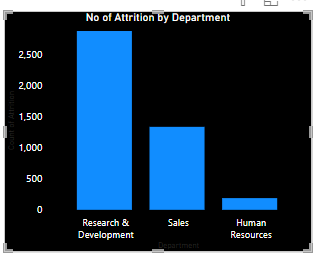 No of Attrition by Department
2,500
2,000
1,500
1,000
500
0
Research &
Development
Sales
Human
Resources
Department